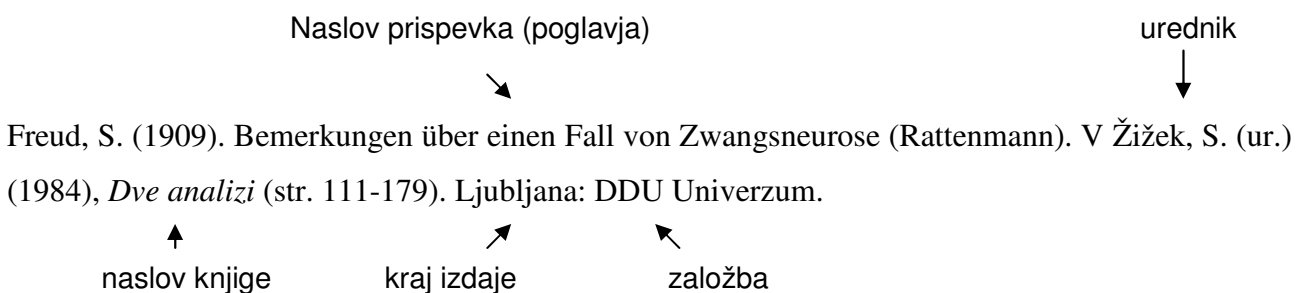 Naslov prispevka (poglavja) urednik
Freud, S. (1909). Bemerkungen über einen Fall von Zwangsneurose (Rattenmann). V Žižek, S. (ur.)
(1984), Dve analizi (str. 111-179). Ljubljana: DDU Univerzum.
naslov knjige kraj izdaje založba